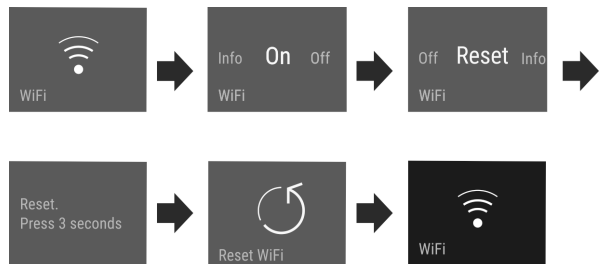 WiFi
Info On Off
WiFi
Off Reset Info
WiFi
Reset.
Press 3 seconds
Reset WiFi
WiFi